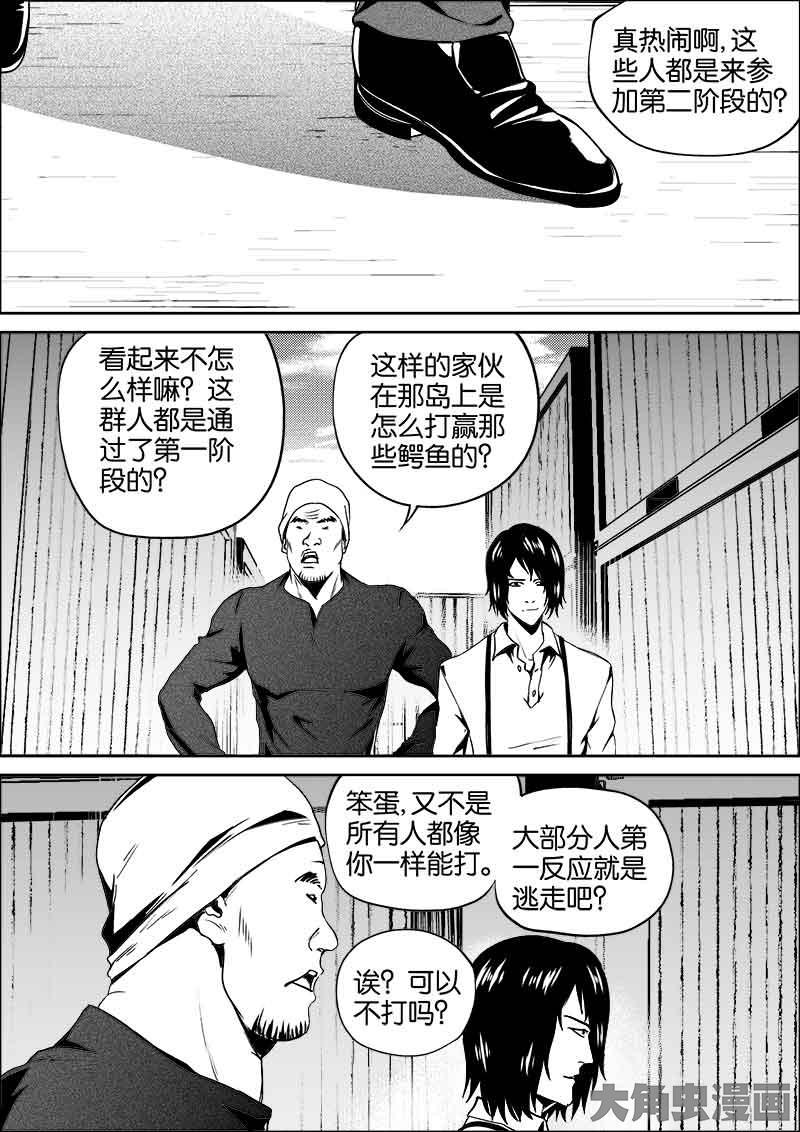 真热闹啊,这
些人都是来参
加第二阶段的?
看起来不怎
么样嘛?这
群人都是通
过了第一阶
段的?
这样的家伙
在那岛上是
怎么打赢那
些鳄鱼的?
笨蛋,又不是
所有人都像
你一样能打。
大部分人第
一反应就是
逃走吧?
诶?可以
不打吗?
大角虫漫画